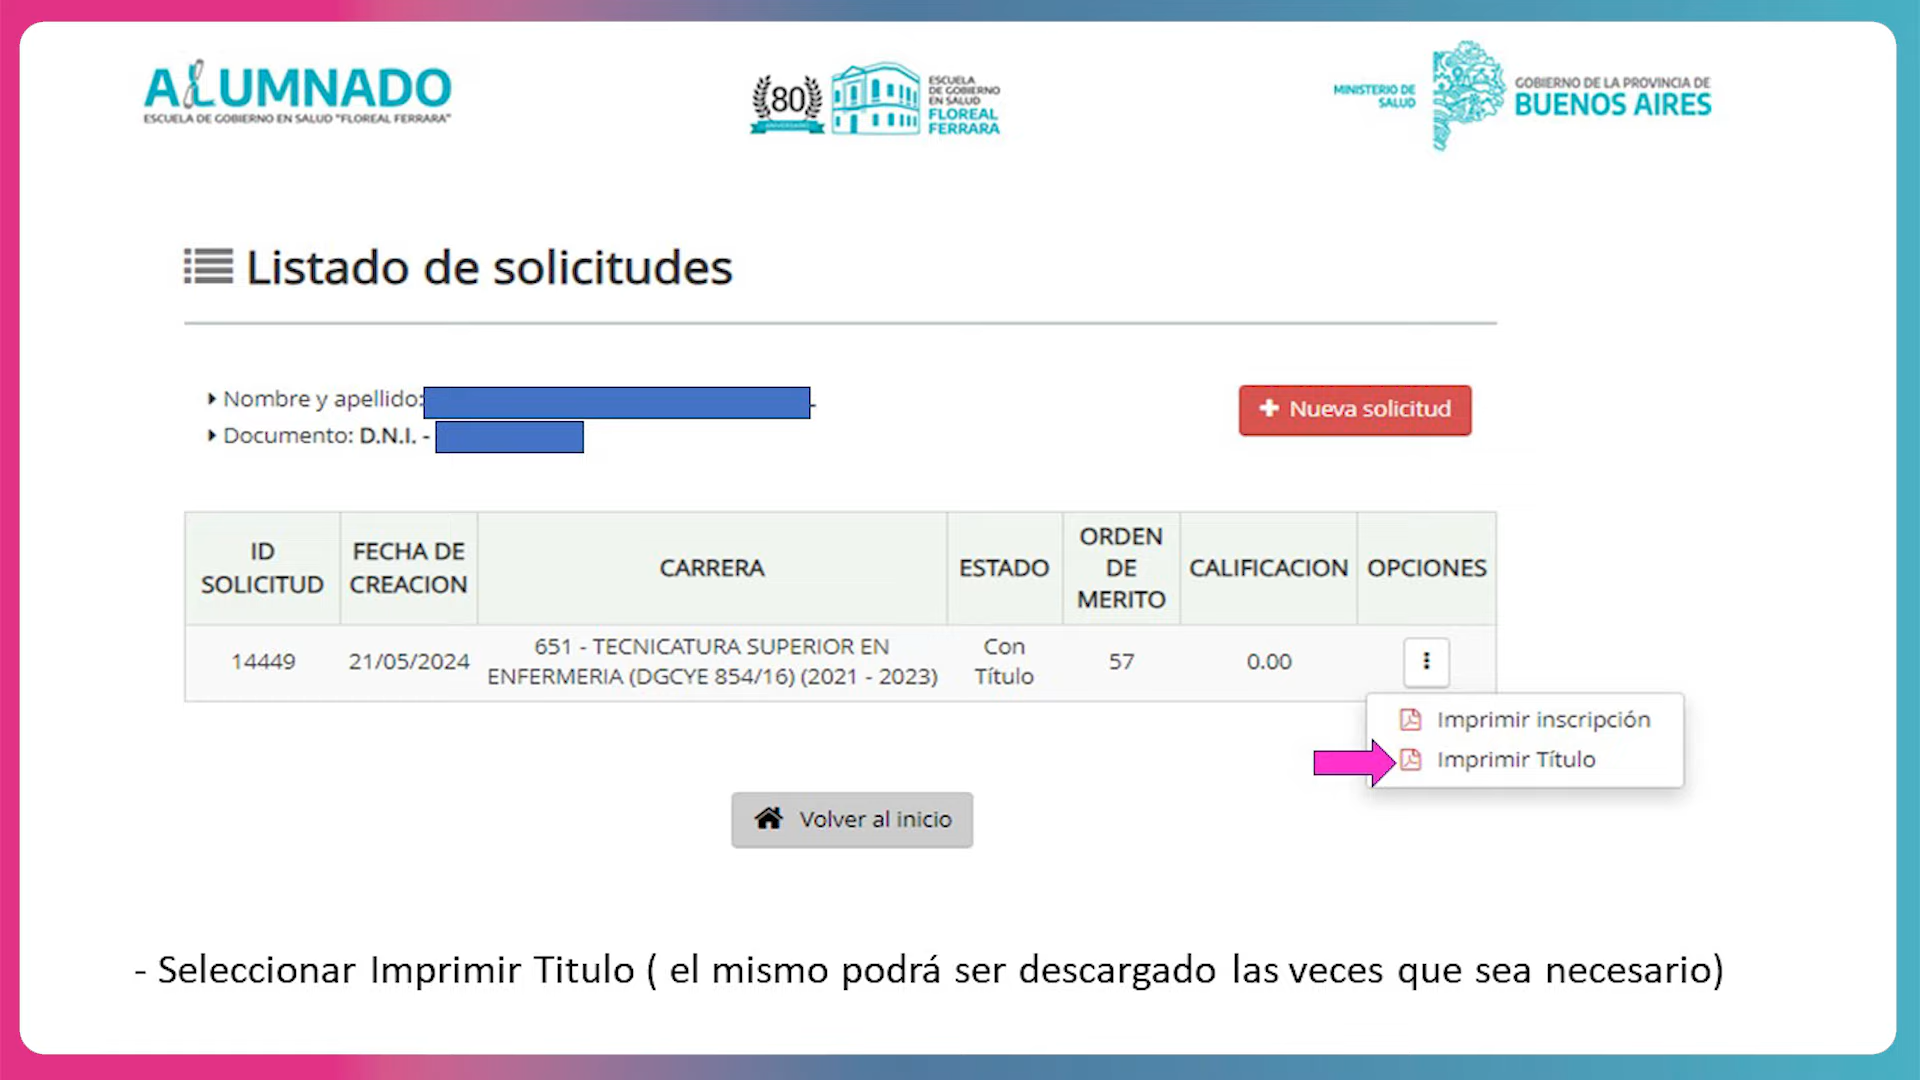 ALUMNADO
ESCUELA DE GOBIERNO EN SALUD "FLOREAL FERRARA"
80
ANIVERSARIO
ESCUELA
DE GOBIERNO
EN SALUD
FLOREAL
FERRARA
MINISTERIO DE
SALUD
GOBIERNO DE LA PROVINCIA DE
BUENOS AIRES
Listado de solicitudes
Nombre y apellido:
Documento: D.N.I. -
Nueva solicitud
ID
SOLICITUD
FECHA DE
CREACION
CARRERA
ESTADO
ORDEN
DE
MERITO
CALIFICACION
OPCIONES
14449
21/05/2024
651 - TECNICATURA SUPERIOR EN
ENFERMERIA (DGCYE 854/16) (2021 - 2023)
Con
Título
57
0.00
Imprimir inscripción
Imprimir Título
Volver al inicio
- Seleccionar Imprimir Titulo ( el mismo podrá ser descargado las veces que sea necesario)